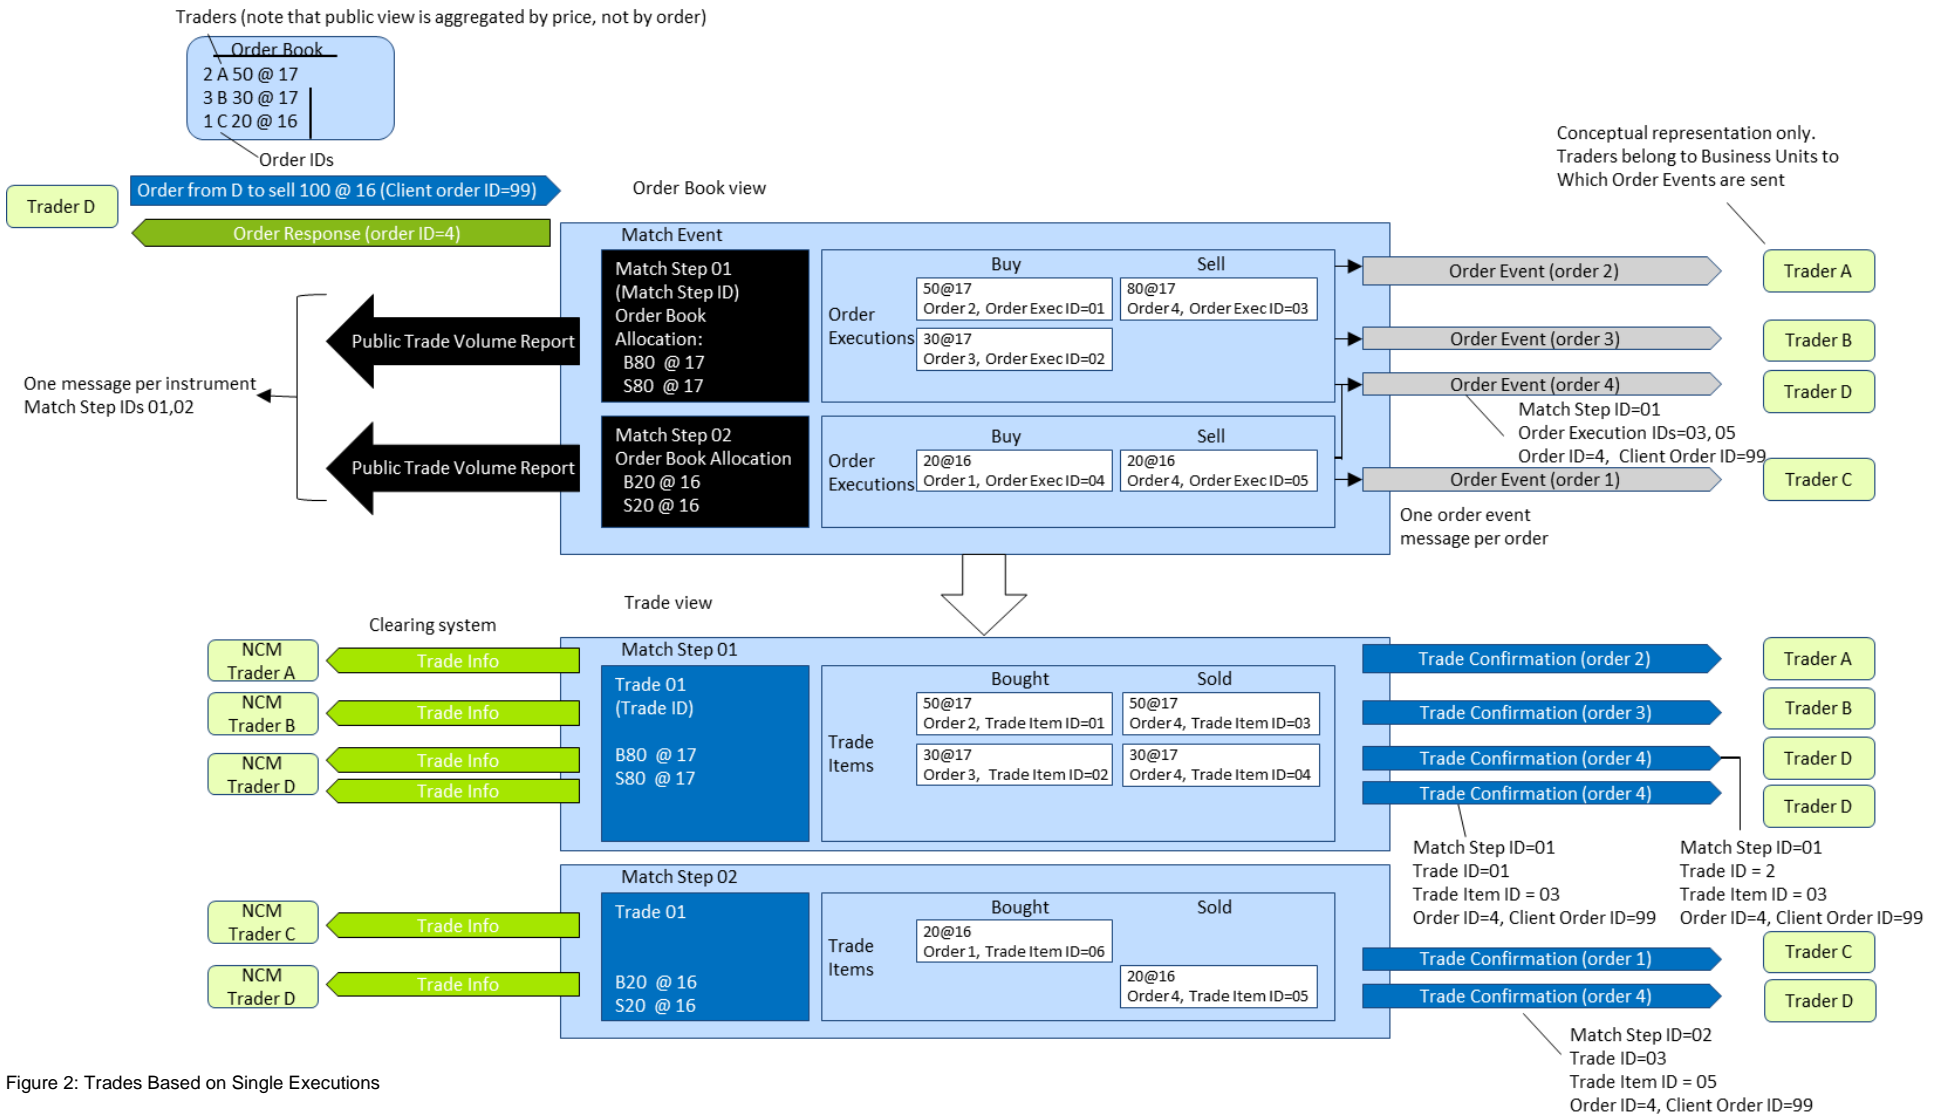 Traders (note that public view is aggregated by price, not by order)
Order Book
2 A 50 @ 17
3 B 30 @ 17
1 C 20 @ 16
Order IDs
Trader D
Order from D to sell 100 @ 16 (Client order ID=99)
Order Response (order ID=4)
Order Book view
Conceptual representation only.
Traders belong to Business Units to
Which Order Events are sent
Match Event
Match Step 01
(Match Step ID)
Order Book
Allocation:
B80 @ 17
S80 @ 17
Order
Executions
Buy
Sell
50@17
Order 2, Order Exec ID=01
80@17
Order 4, Order Exec ID=03
30@17
Order 3, Order Exec ID=02
Public Trade Volume Report
One message per instrument
Match Step IDs 01,02
Public Trade Volume Report
Match Step 02
Order Book Allocation
B20 @ 16
S20 @ 16
Order
Executions
Buy
Sell
20@16
Order 1, Order Exec ID=04
20@16
Order 4, Order Exec ID=05
Order Event (order 2)
Trader A
Order Event (order 3)
Trader B
Order Event (order 4)
Trader D
Match Step ID=01
Order Execution IDs=03, 05
Order ID=4, Client Order ID=99
Order Event (order 1)
Trader C
One order event
message per order
Trade view
Clearing system
NCM
Trader A
Trade Info
NCM
Trader B
Trade Info
NCM
Trader D
Trade Info
Trade Info
Match Step 01
Trade 01
(Trade ID)
B80 @ 17
S80 @ 17
Trade
Items
Bought
Sold
50@17
Order 2, Trade Item ID=01
50@17
Order 4, Trade Item ID=03
30@17
Order 3, Trade Item ID=02
30@17
Order 4, Trade Item ID=04
Trade Confirmation (order 2)
Trader A
Trade Confirmation (order 3)
Trader B
Trade Confirmation (order 4)
Trader D
Trade Confirmation (order 4)
Trader D
Match Step ID=01
Trade ID=01
Trade Item ID = 03
Order ID=4, Client Order ID=99
Match Step ID=01
Trade ID = 2
Trade Item ID = 03
Order ID=4, Client Order ID=99
NCM
Trader C
Trade Info
NCM
Trader D
Trade Info
Match Step 02
Trade 01
B20 @ 16
S20 @ 16
Trade
Items
Bought
Sold
20@16
Order 1, Trade Item ID=06
20@16
Order 4, Trade Item ID=05
Trade Confirmation (order 1)
Trader C
Trade Confirmation (order 4)
Trader D
Match Step ID=02
Trade ID=03
Trade Item ID = 05
Order ID=4, Client Order ID=99
Figure 2: Trades Based on Single Executions